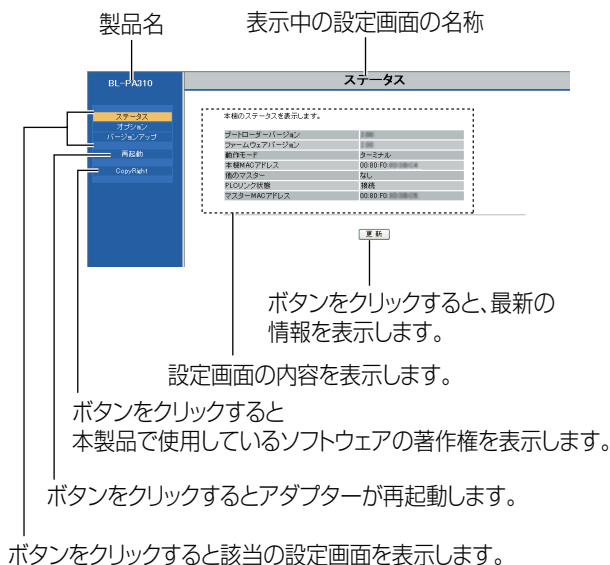 製品名
表示中の設定画面の名称
BL-PA310
ステータス
ステータス
オプション
バージョンアップ
再起動
CopyRight
本機のステータスを表示します。
ブートローダーバージョン
ファームウェアバージョン
動作モード ターミナル
本機MACアドレス 00:80:F0:
他のマスター なし
PLCリンク状態 接続
マスターMACアドレス 00:80:F0:
更新
ボタンをクリックすると、最新の
情報を表示します。
設定画面の内容を表示します。
ボタンをクリックすると
本製品で使用しているソフトウェアの著作権を表示します。
ボタンをクリックするとアダプターが再起動します。
ボタンをクリックすると該当の設定画面を表示します。